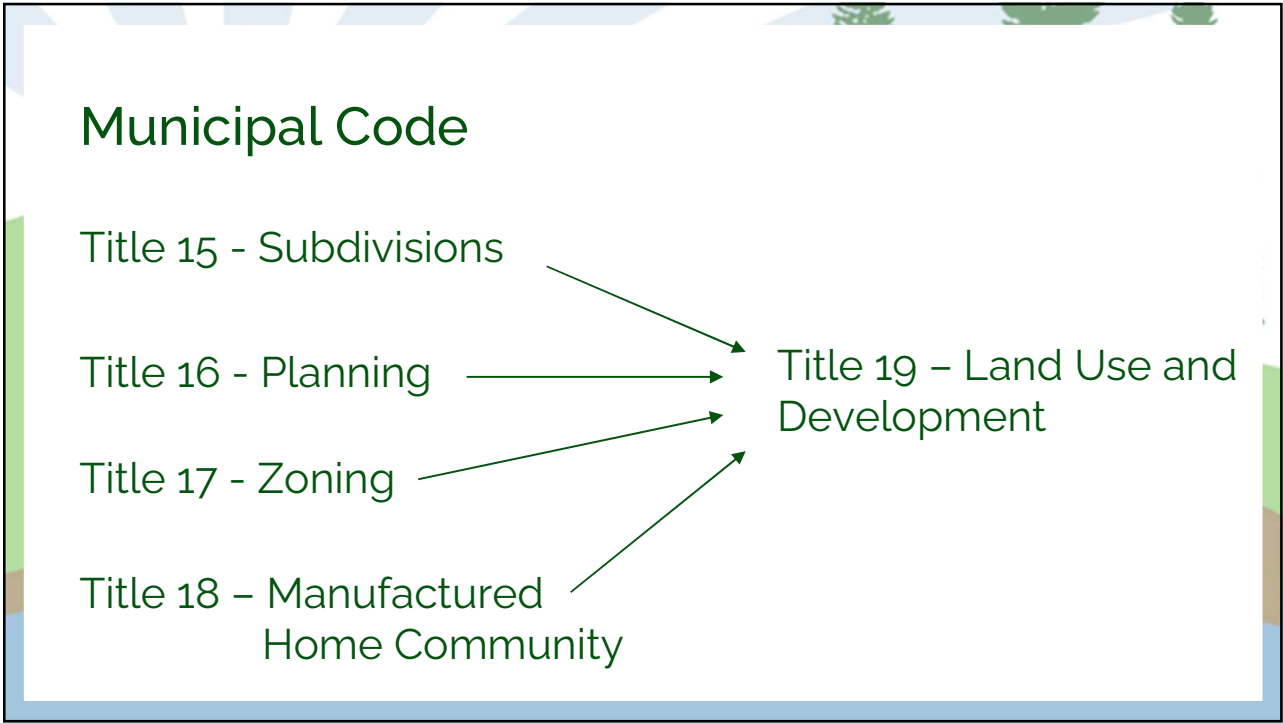 Municipal Code
Title 15 - Subdivisions
Title 16 - Planning
Title 17 - Zoning
Title 18 – Manufactured
Home Community
Title 19 – Land Use and
Development